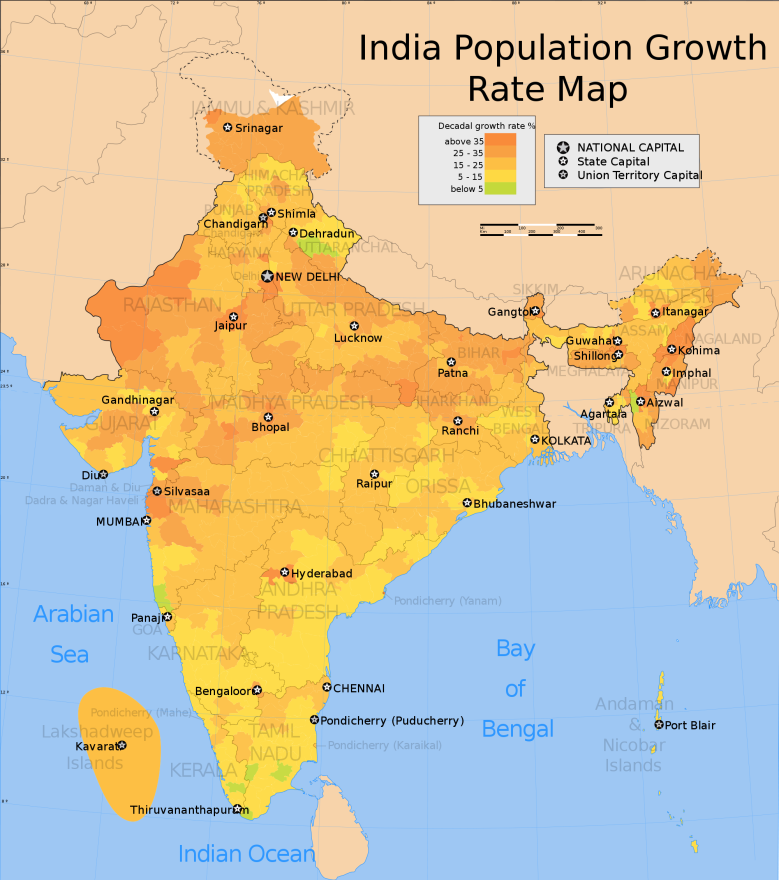 India Population Growth
Rate Map
Decadal growth rate %
above 35
25 - 35
15 - 25
5 - 15
below 5
NATIONAL CAPITAL
State Capital
Union Territory Capital
JAMMU & KASHMIR
Srinagar
HIMACHAL
PRADESH
PUNJAB
Shimla
Chandigarh
Chandigarh
Dehradun
UTTARANCHAL
HARYANA
Delhi
NEW DELHI
ARUNACHAL
PRADESH
SIKKIM
Gangtok
Itanagar
RAJASTHAN
UTTAR PRADESH
Jaipur
Lucknow
ASSAM
NAGALAND
Guwahati
Kohima
Shillong
BIHAR
Patna
MEGHALAYA
Imphal
MANIPUR
Gandhinagar
MADHYA PRADESH
JHARKHAND
Aizwal
GUJARAT
Bhopal
Ranchi
WEST
BENGAL
Agartala
TRIPURA
MIZORAM
KOLKATA
CHHATTISGARH
Diu
Raipur
ORISSA
Daman & Diu
Dadra & Nagar Haveli
Silvasaa
MAHARASHTRA
Bhubaneshwar
MUMBAI
Hyderabad
ANDHRA
PRADESH
Pondicherry (Yanam)
Arabian
Sea
Panaji
GOA
KARNATAKA
Bay
of
Bengal
Bengaloor
CHENNAI
Pondicherry (Mahe)
Pondicherry (Puducherry)
Andaman
&
Nicobar
Islands
Port Blair
Lakshadweep
Islands
Kavarati
TAMIL
NADU
Pondicherry (Karaikal)
KERALA
Thiruvananthapuram
Indian Ocean